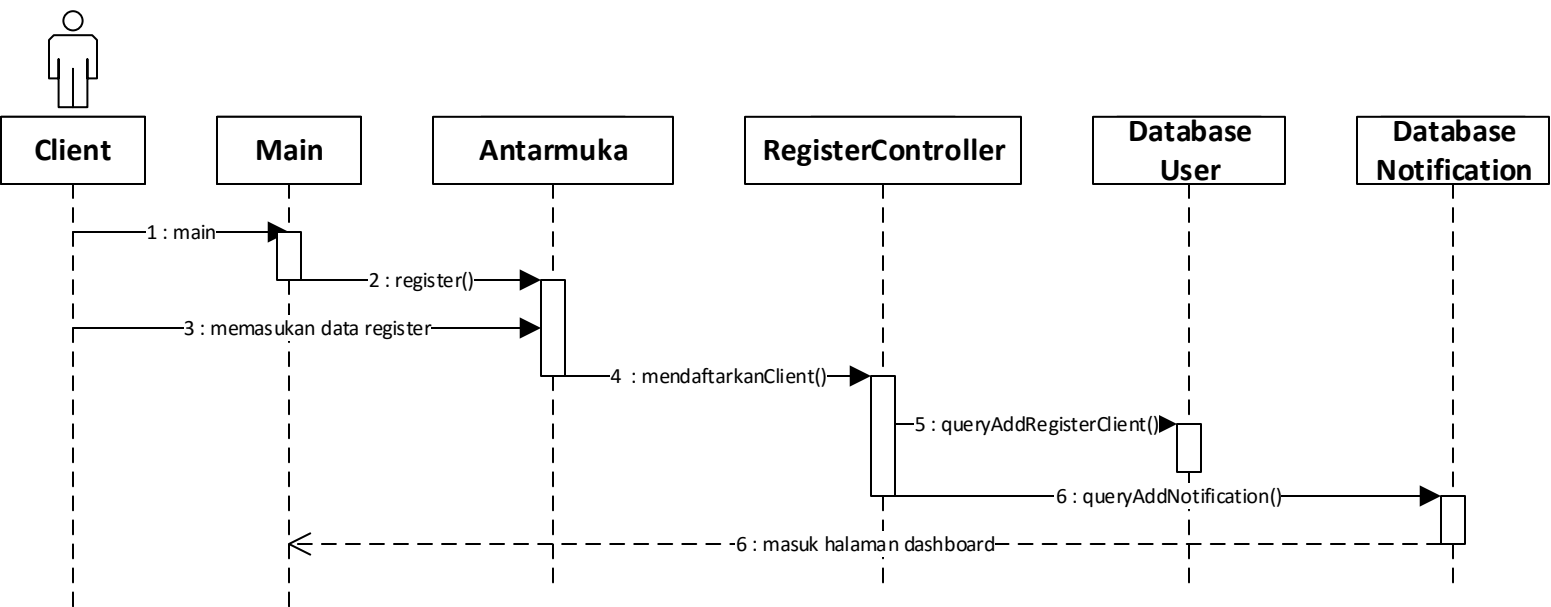 Client
Main
Antarmuka
RegisterController
Database
User
Database
Notification
1 : main
2 : register()
3 : memasukan data register
4 : mendaftarkanClient()
5 : queryAddRegisterClient()
6 : queryAddNotification()
6 : masuk halaman dashboard